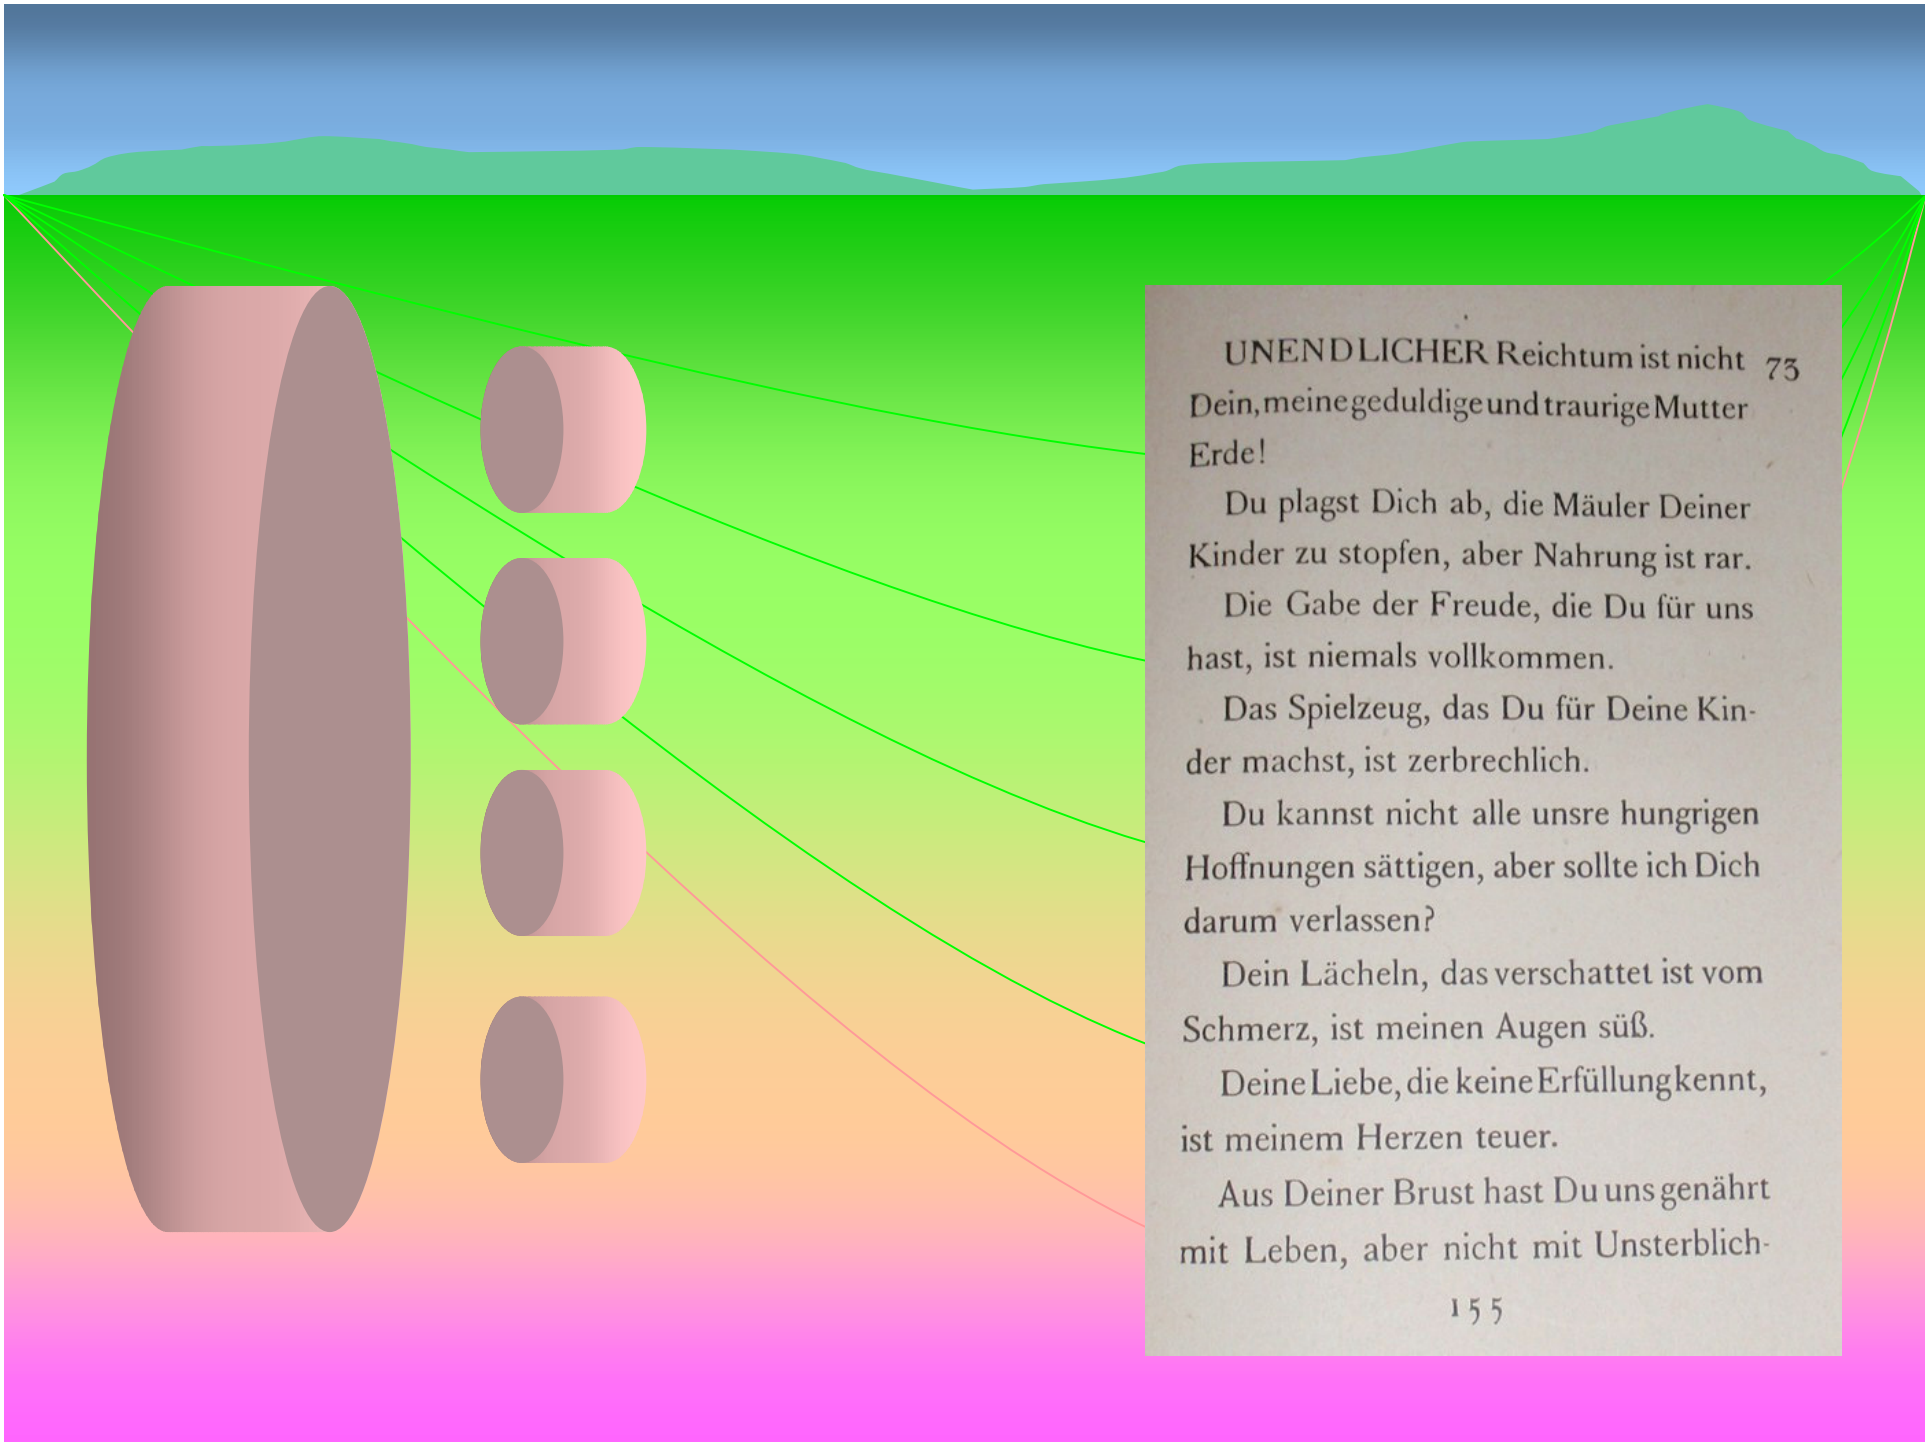 UNENDLICHER Reichtum ist nicht 73
Dein, meine geduldige und traurige Mutter
Erde!
Du plagst Dich ab, die Mäuler Deiner
Kinder zu stopfen, aber Nahrung ist rar.
Die Gabe der Freude, die Du für uns
hast, ist niemals vollkommen.
Das Spielzeug, das Du für Deine Kin-
der machst, ist zerbrechlich.
Du kannst nicht alle unsre hungrigen
Hoffnungen sättigen, aber sollte ich Dich
darum verlassen?
Dein Lächeln, das verschattet ist vom
Schmerz, ist meinen Augen süß.
Deine Liebe, die keine Erfüllung kennt,
ist meinem Herzen teuer.
Aus Deiner Brust hast Du uns genährt
mit Leben, aber nicht mit Unsterblich-
155